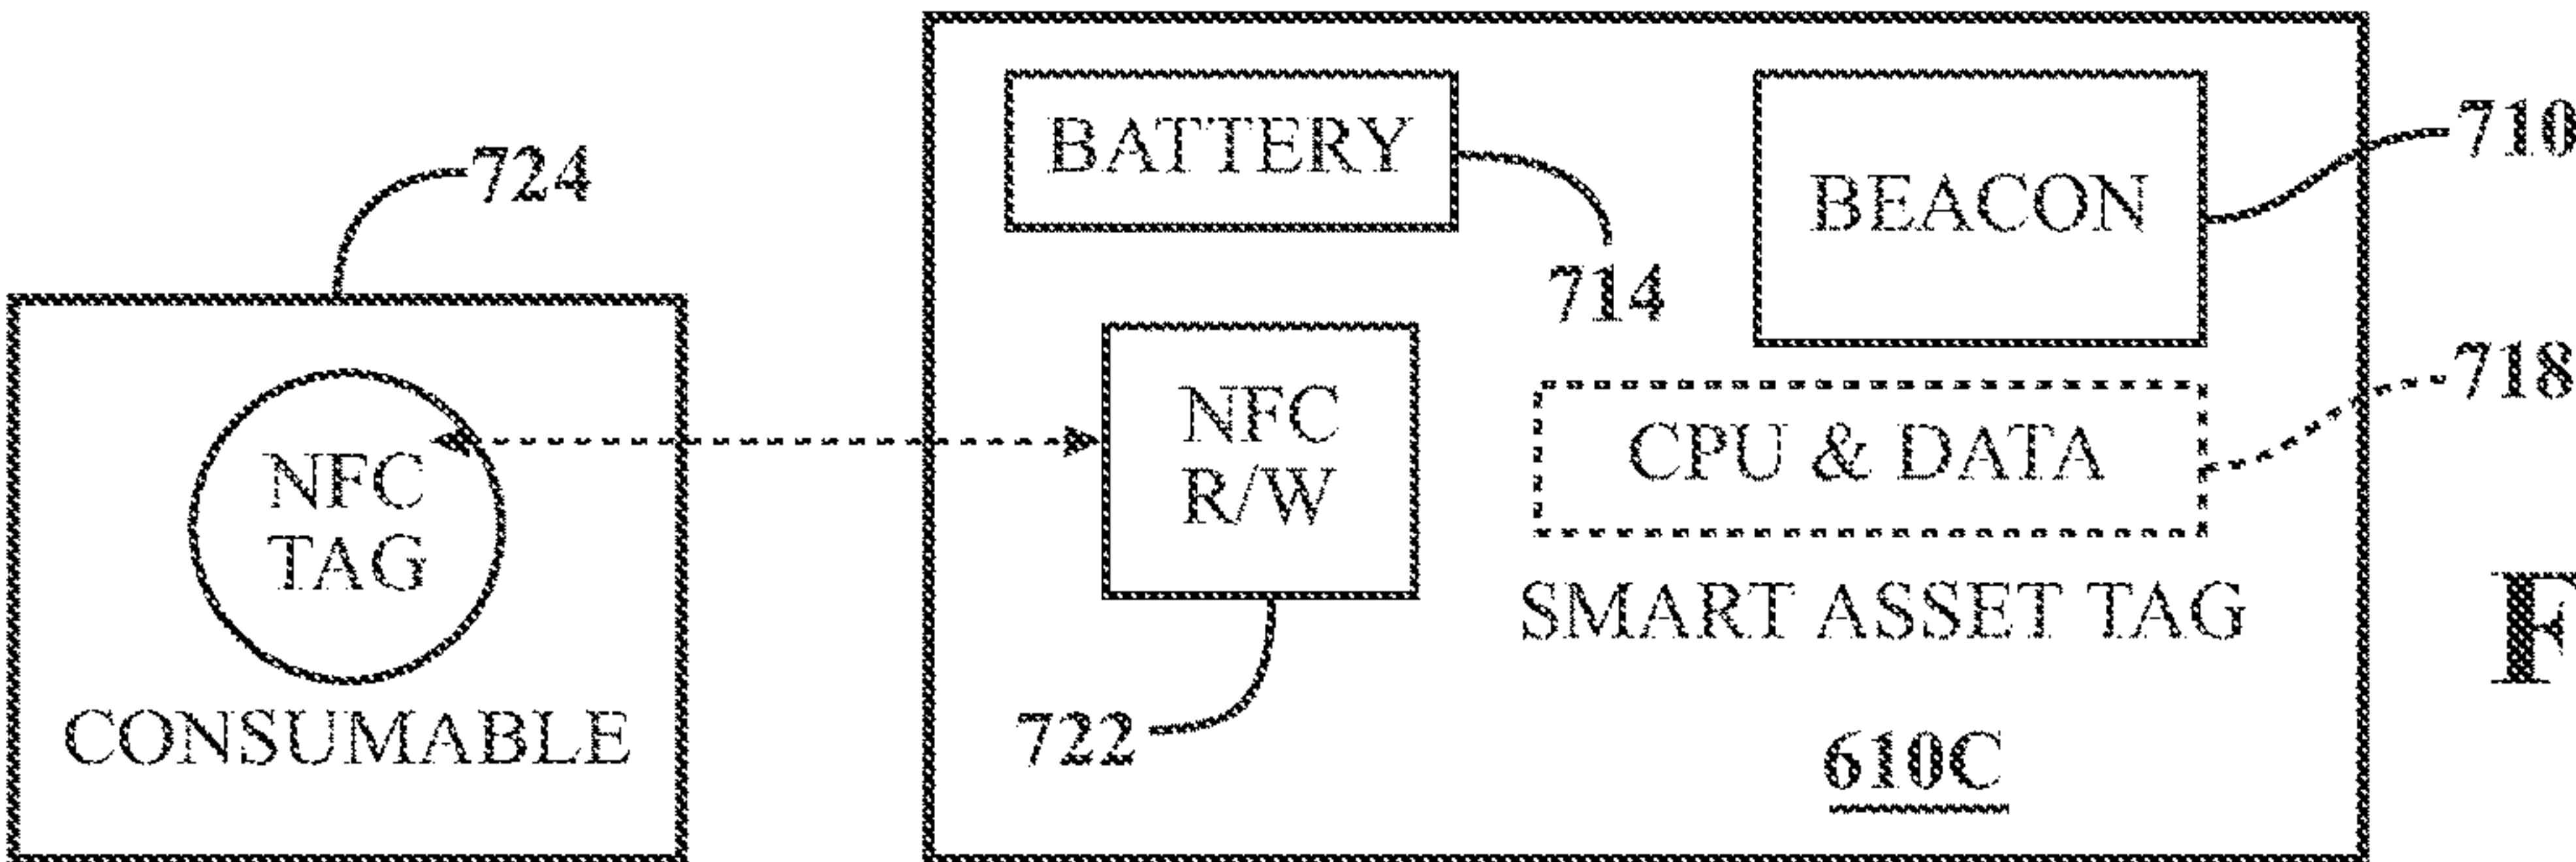 724
NFC
TAG
CONSUMABLE
BATTERY
714
BEACON
710
NFC
R/W
722
CPU & DATA
718
SMART ASSET TAG
610C
F